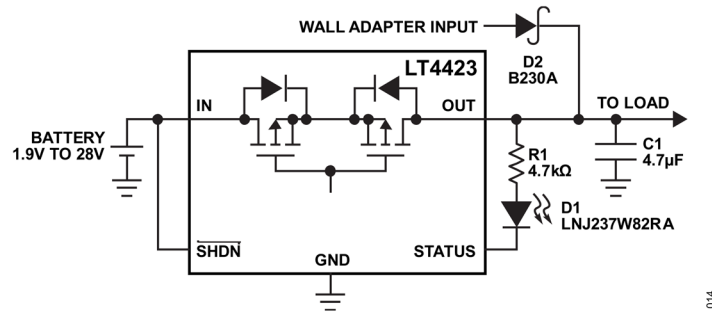 WALL ADAPTER INPUT
D2
B230A
LT4423
IN
OUT
TO LOAD
BATTERY
1.9V TO 28V
R1
4.7kΩ
C1
4.7µF
D1
LNJ237W82RA
SHDN
STATUS
GND
014